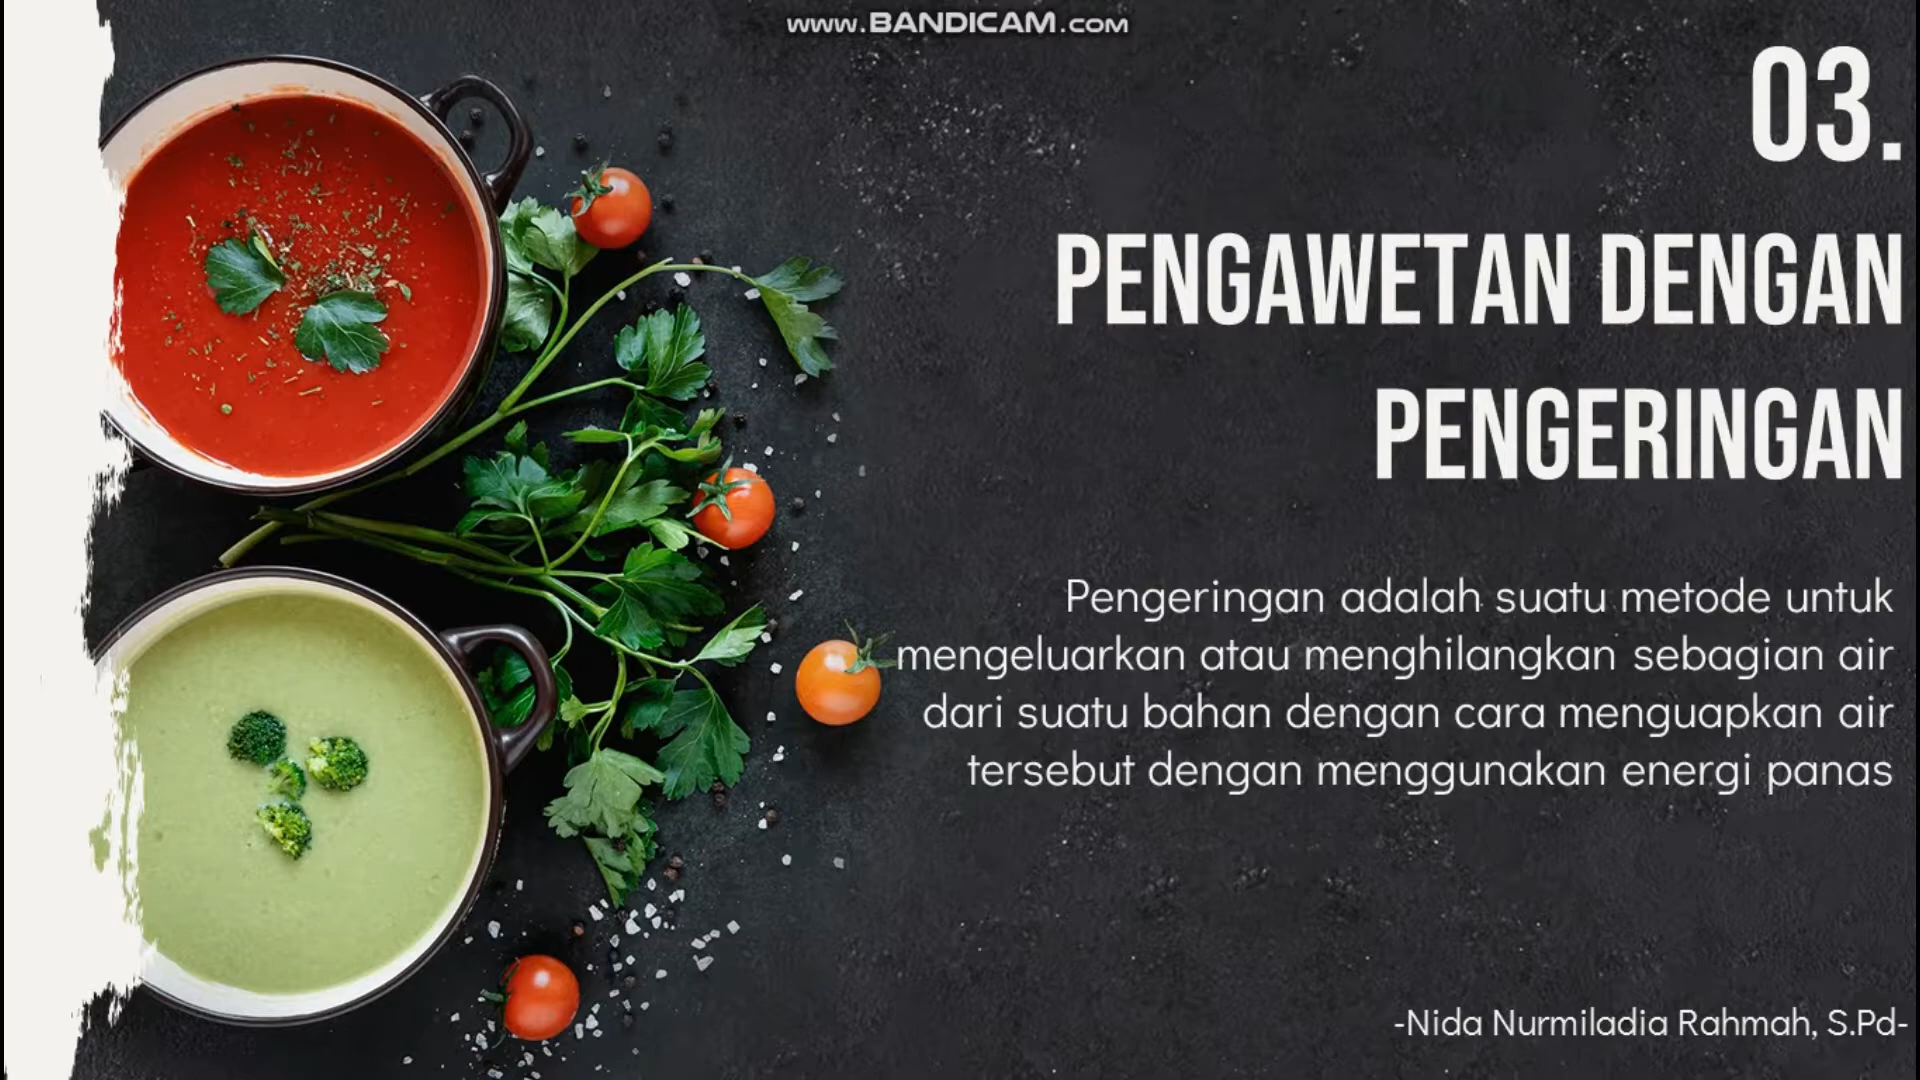 www.BANDICAM.com
03.
PENGAWETAN DENGAN
PENGERINGAN
Pengeringan adalah suatu metode untuk
mengeluarkan atau menghilangkan sebagian air
dari suatu bahan dengan cara menguapkan air
tersebut dengan menggunakan energi panas
-Nida Nurmiladia Rahmah, S.Pd-